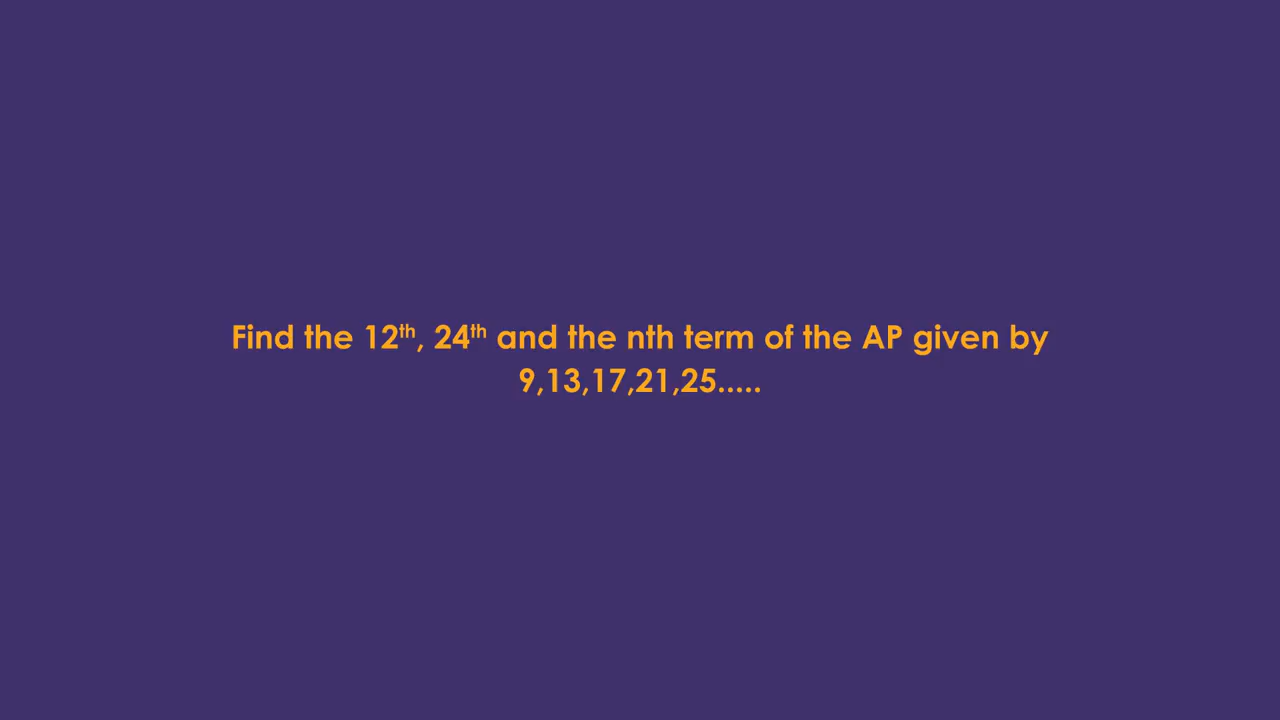 Find the 12th, 24th and the nth term of the AP given by
9,13,17,21,25.....